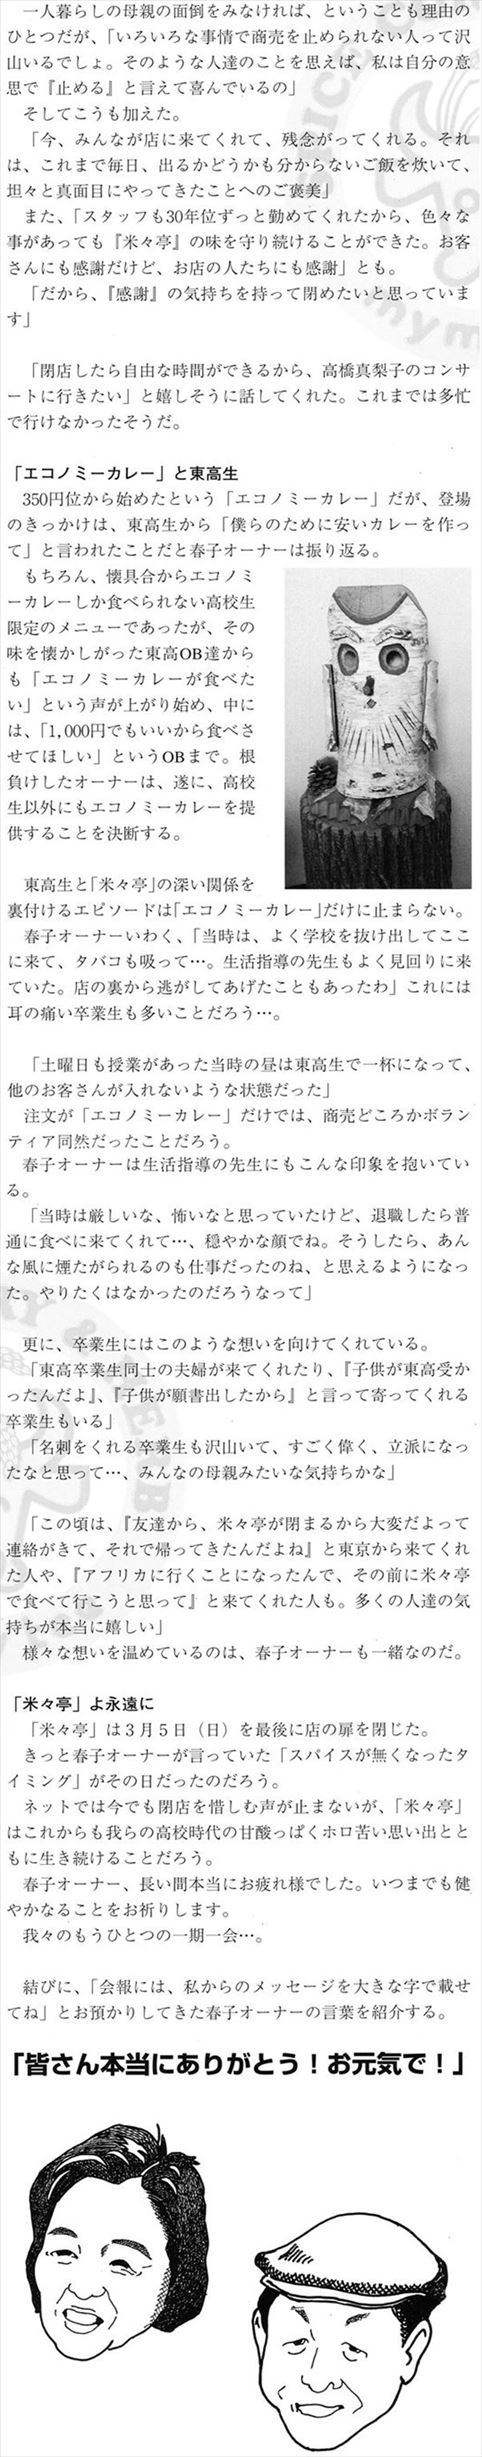 一人暮らしの母親の面倒をみなければ、ということも理由の
ひとつだが、「いろいろな事情で商売を止められない人って沢
山いるでしょ。そのような人達のことを思えば、私は自分の意
思で『止める』と言えて喜んでいるの」
そしてこうも加えた。
「今、みんなが店に来てくれて、残念がってくれる。それ
は、これまで毎日、出るかどうかも分からないご飯を炊いて、
坦々と真面目にやってきたことへのご褒美」
また、「スタッフも30年位ずっと勤めてくれたから、色々な
事があっても『米々亭』の味を守り続けることができた。お客
さんにも感謝だけど、お店の人たちにも感謝」とも。
「だから、『感謝』の気持ちを持って閉めたいと思っていま
す」
「閉店したら自由な時間ができるから、高橋真梨子のコンサ
ートに行きたい」と嬉しそうに話してくれた。これまでは多忙
で行けなかったそうだ。
「エコノミーカレー」と東高生
350円位から始めたという「エコノミーカレー」だが、登場
のきっかけは、東高生から「僕らのために安いカレーを作っ
て」と言われたことだと春子オーナーは振り返る。
もちろん、懐具合からエコノミ
ーカレーしか食べられない高校生
限定のメニューであったが、その
味を懐かしがった東高OB達から
も「エコノミーカレーが食べた
い」という声が上がり始め、中に
は、「1,000円でもいいから食べさ
せてほしい」というOBまで。根
負けしたオーナーは、遂に、高校
生以外にもエコノミーカレーを提
供することを決断する。
東高生と「米々亭」の深い関係を
裏付けるエピソードは「エコノミーカレー」だけに止まらない。
春子オーナーいわく、「当時は、よく学校を抜け出してここ
に来て、タバコも吸って…。生活指導の先生もよく見回りに来
ていた。店の裏から逃がしてあげたこともあったわ」これには
耳の痛い卒業生も多いことだろう…。
「土曜日も授業があった当時の昼は東高生で一杯になって、
他のお客さんが入れないような状態だった」
注文が「エコノミーカレー」だけでは、商売どころかボラン
ティア同然だったことだろう。
春子オーナーは生活指導の先生にもこんな印象を抱いてい
る。
「当時は厳しいな、怖いなと思っていたけど、退職したら普
通に食べに来てくれて…、穏やかな顔でね。そうしたら、あん
な風に煙たがられるのも仕事だったのね、と思えるようになっ
た。やりたくはなかったのだろうなって」
更に、卒業生にはこのような想いを向けてくれている。
「東高卒業生同士の夫婦が来てくれたり、『子供が東高受か
ったんだよ』、『子供が願書出したから』と言って寄ってくれる
卒業生もいる」
「名刺をくれる卒業生も沢山いて、すごく偉く、立派になっ
たなと思って…、みんなの母親みたいな気持ちかな」
「この頃は、『友達から、米々亭が閉まるから大変だよって
連絡がきて、それで帰ってきたんだよね』と東京から来てくれ
た人や、『アフリカに行くことになったんで、その前に米々亭
で食べて行こうと思って』と来てくれた人も。多くの人達の気
持ちが本当に嬉しい」
様々な想いを温めているのは、春子オーナーも一緒なのだ。
「米々亭」よ永遠に
「米々亭」は３月５日（日）を最後に店の扉を閉じた。
きっと春子オーナーが言っていた「スパイスが無くなったタ
イミング」がその日だったのだろう。
ネットでは今でも閉店を惜しむ声が止まないが、「米々亭」
はこれからも我らの高校時代の甘酸っぱくホロ苦い思い出とと
もに生き続けることだろう。
春子オーナー、長い間本当にお疲れ様でした。いつまでも健
やかなることをお祈りします。
我々のもうひとつの一期一会…。
結びに、「会報には、私からのメッセージを大きな字で載せ
てね」とお預かりしてきた春子オーナーの言葉を紹介する。
「皆さん本当にありがとう！お元気で！」